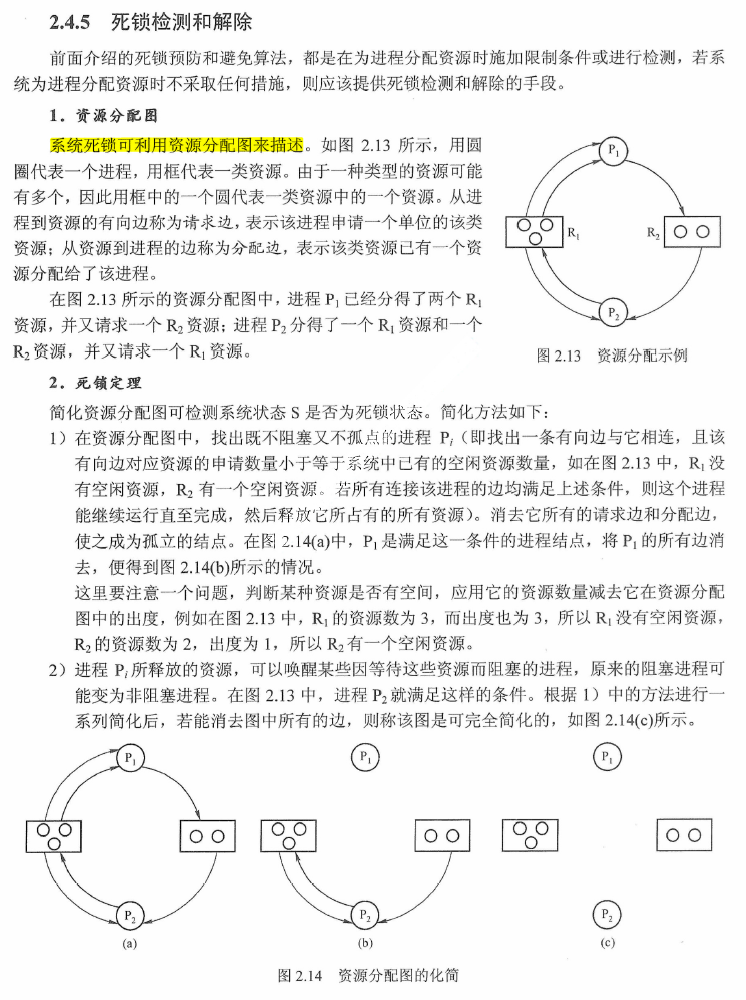 2.4.5 死锁检测和解除
前面介绍的死锁预防和避免算法，都是在为进程分配资源时施加限制条件或进行检测，若系
统为进程分配资源时不采取任何措施，则应该提供死锁检测和解除的手段。
1．资源分配图
系统死锁可利用资源分配图来描述。如图 2.13 所示，用圆
圈代表一个进程，用框代表一类资源。由于一种类型的资源可能
有多个，因此用框中的一个圆代表一类资源中的一个资源。从进
程到资源的有向边称为请求边，表示该进程申请一个单位的该类
资源；从资源到进程的边称为分配边，表示该类资源已有一个资
源分配给了该进程。
在图 2.13 所示的资源分配图中，进程 P₁ 已经分得了两个 R₁
资源，并又请求一个 R₂ 资源；进程 P₂ 分得了一个 R₁ 资源和一个
R₂ 资源，并又请求一个 R₁ 资源。
P₁
R₁
R₂
P₂
图 2.13 资源分配示例
2．死锁定理
简化资源分配图可检测系统状态 S 是否为死锁状态。简化方法如下：
1）在资源分配图中，找出既不阻塞又不孤点的进程 Pᵢ（即找出一条有向边与它相连，且该
有向边对应资源的申请数量小于等于系统中已有的空闲资源数量，如在图 2.13 中，R₁ 没
有空闲资源，R₂ 有一个空闲资源。若所有连接该进程的边均满足上述条件，则这个进程
能继续运行直至完成，然后释放它所占有的所有资源）。消去它所有的请求边和分配边，
使之成为孤立的结点。在图 2.14(a)中，P₁ 是满足这一条件的进程结点，将 P₁ 的所有边消
去，便得到图 2.14(b)所示的情况。
这里要注意一个问题，判断某种资源是否有空间，应用它的资源数量减去它在资源分配
图中的出度，例如在图 2.13 中，R₁ 的资源数为 3，而出度也为 3，所以 R₁ 没有空闲资源，
R₂ 的资源数为 2，出度为 1，所以 R₂ 有一个空闲资源。
2）进程 Pᵢ 所释放的资源，可以唤醒某些因等待这些资源而阻塞的进程，原来的阻塞进程可
能变为非阻塞进程。在图 2.13 中，进程 P₂ 就满足这样的条件。根据 1）中的方法进行一
系列简化后，若能消去图中所有的边，则称该图是可完全简化的，如图 2.14(c)所示。
P₁
P₂
(a)
P₁
P₂
(b)
P₁
P₂
(c)
图 2.14 资源分配图的化简